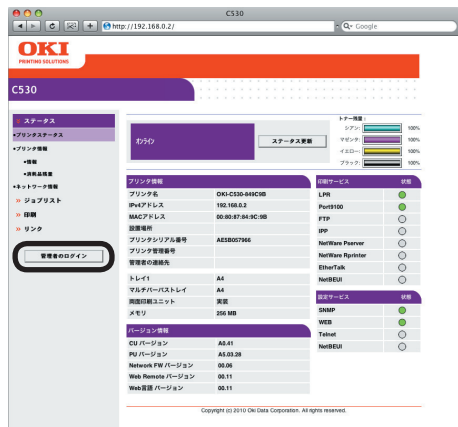 C530
http://192.168.0.2/
Google
OKI
PRINTING SOLUTIONS
C530
ステータス
プリンタステータス
プリンタ情報
情報
消耗品残量
ネットワーク情報
ジョブリスト
印刷
リンク
管理者のログイン
オンライン
ステータス更新
トナー残量：
シアン: 100%
マゼンタ: 100%
イエロー: 100%
ブラック: 100%
プリンタ情報
プリンタ名 OKI-C530-849C9B
IPv4アドレス 192.168.0.2
MACアドレス 00:80:87:84:9C:9B
設置場所
プリンタシリアル番号 AE5B057966
プリンタ管理番号
管理者の連絡先
トレイ1 A4
マルチパーパストレイ A4
両面印刷ユニット 実装
メモリ 256 MB
バージョン情報
CU バージョン A0.41
PU バージョン A5.03.28
Network FW バージョン 00.06
Web Remote バージョン 00.11
Web言語 バージョン 00.11
印刷サービス 状態
LPR
Port9100
FTP
IPP
NetWare Pserver
NetWare Rprinter
EtherTalk
NetBEUI
設定サービス 状態
SNMP
WEB
Telnet
NetBEUI
Copyright (c) 2010 Oki Data Corporation. All rights reserved.